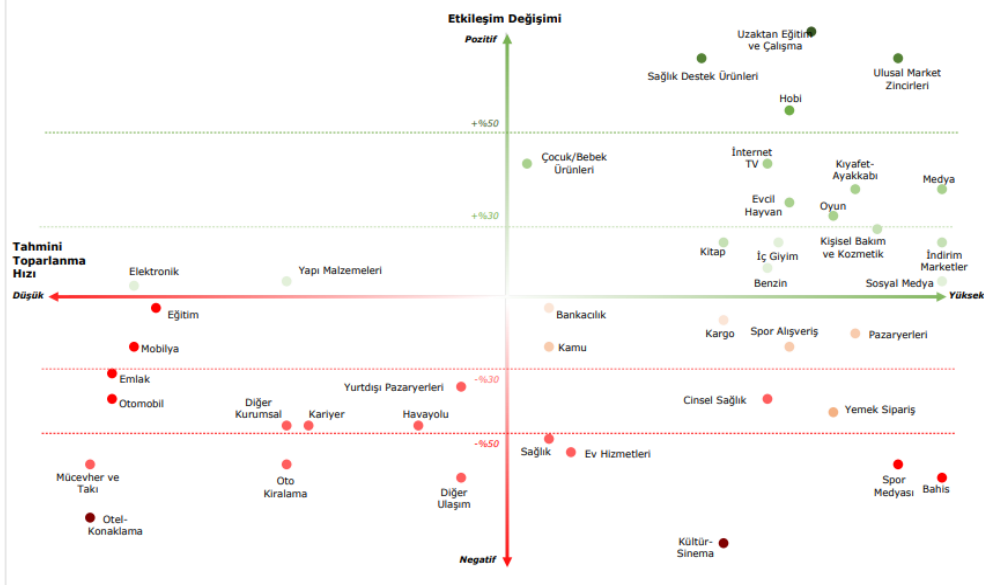 Etkileşim Değişimi
Pozitif
Uzaktan Eğitim
ve Çalışma
Sağlık Destek Ürünleri
Ulusal Market
Zincirleri
Hobi
+%50
Çocuk/Bebek
Ürünleri
İnternet
TV
Kıyafet-
Ayakkabı
Medya
Evcil
Hayvan
Oyun
+%30
Tahmini
Toparlanma
Hızı
Kitap
İç Giyim
Kişisel Bakım
ve Kozmetik
İndirim
Marketler
Elektronik
Yapı Malzemeleri
Benzin
Sosyal Medya
Düşük
Yüksek
Eğitim
Bankacılık
Kargo
Spor Alışveriş
Pazaryerleri
Mobilya
Kamu
Emlak
-%30
Yurtdışı Pazaryerleri
Otomobil
Diğer
Kurumsal
Kariyer
Havayolu
Cinsel Sağlık
Yemek Sipariş
-%50
Sağlık
Ev Hizmetleri
Mücevher ve
Takı
Oto
Kiralama
Diğer
Ulaşım
Spor
Medyası
Bahis
Otel-
Konaklama
Kültür-
Sinema
Negatif